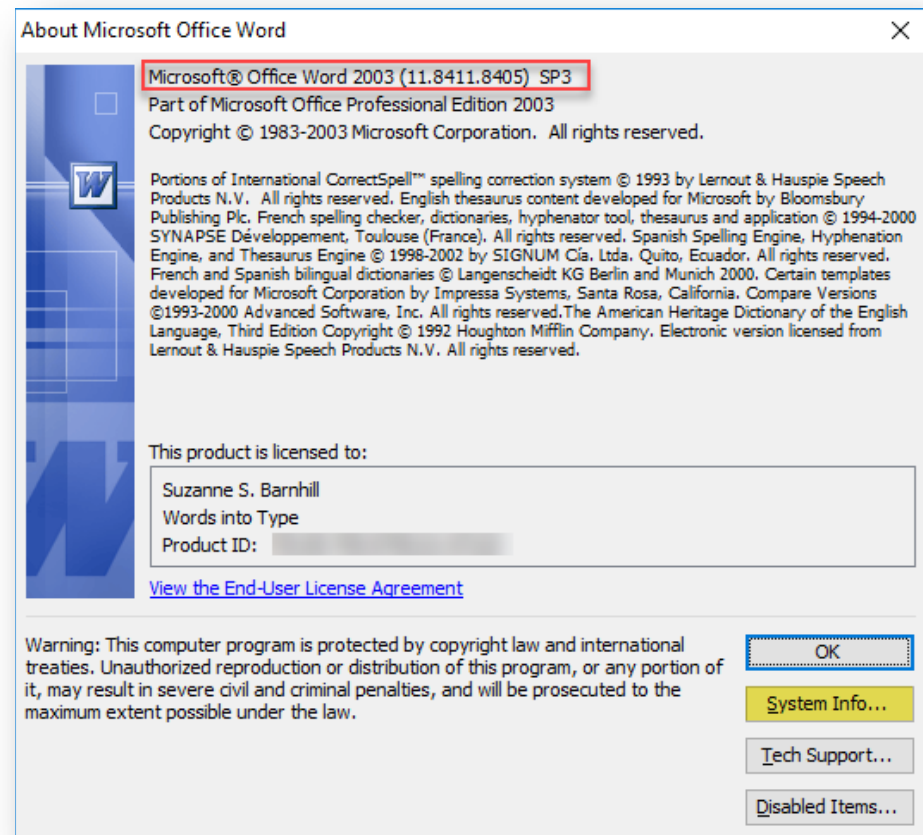 About Microsoft Office Word
Microsoft® Office Word 2003 (11.8411.8405) SP3
Part of Microsoft Office Professional Edition 2003
Copyright © 1983-2003 Microsoft Corporation. All rights reserved.
W
Portions of International CorrectSpell™ spelling correction system © 1993 by Lernout & Hauspie Speech
Products N.V. All rights reserved. English thesaurus content developed for Microsoft by Bloomsbury
Publishing Plc. French spelling checker, dictionaries, hyphenator tool, thesaurus and application © 1994-2000
SYNAPSE Développement, Toulouse (France). All rights reserved. Spanish Spelling Engine, Hyphenation
Engine, and Thesaurus Engine © 1998-2002 by SIGNUM Cía. Ltda. Quito, Ecuador. All rights reserved.
French and Spanish bilingual dictionaries © Langenscheidt KG Berlin and Munich 2000. Certain templates
developed for Microsoft Corporation by Impressa Systems, Santa Rosa, California. Compare Versions
©1993-2000 Advanced Software, Inc. All rights reserved.The American Heritage Dictionary of the English
Language, Third Edition Copyright © 1992 Houghton Mifflin Company. Electronic version licensed from
Lernout & Hauspie Speech Products N.V. All rights reserved.
This product is licensed to:
Suzanne S. Barnhill
Words into Type
Product ID:
View the End-User License Agreement
Warning: This computer program is protected by copyright law and international
treaties. Unauthorized reproduction or distribution of this program, or any portion of
it, may result in severe civil and criminal penalties, and will be prosecuted to the
maximum extent possible under the law.
OK
System Info...
Tech Support...
Disabled Items...